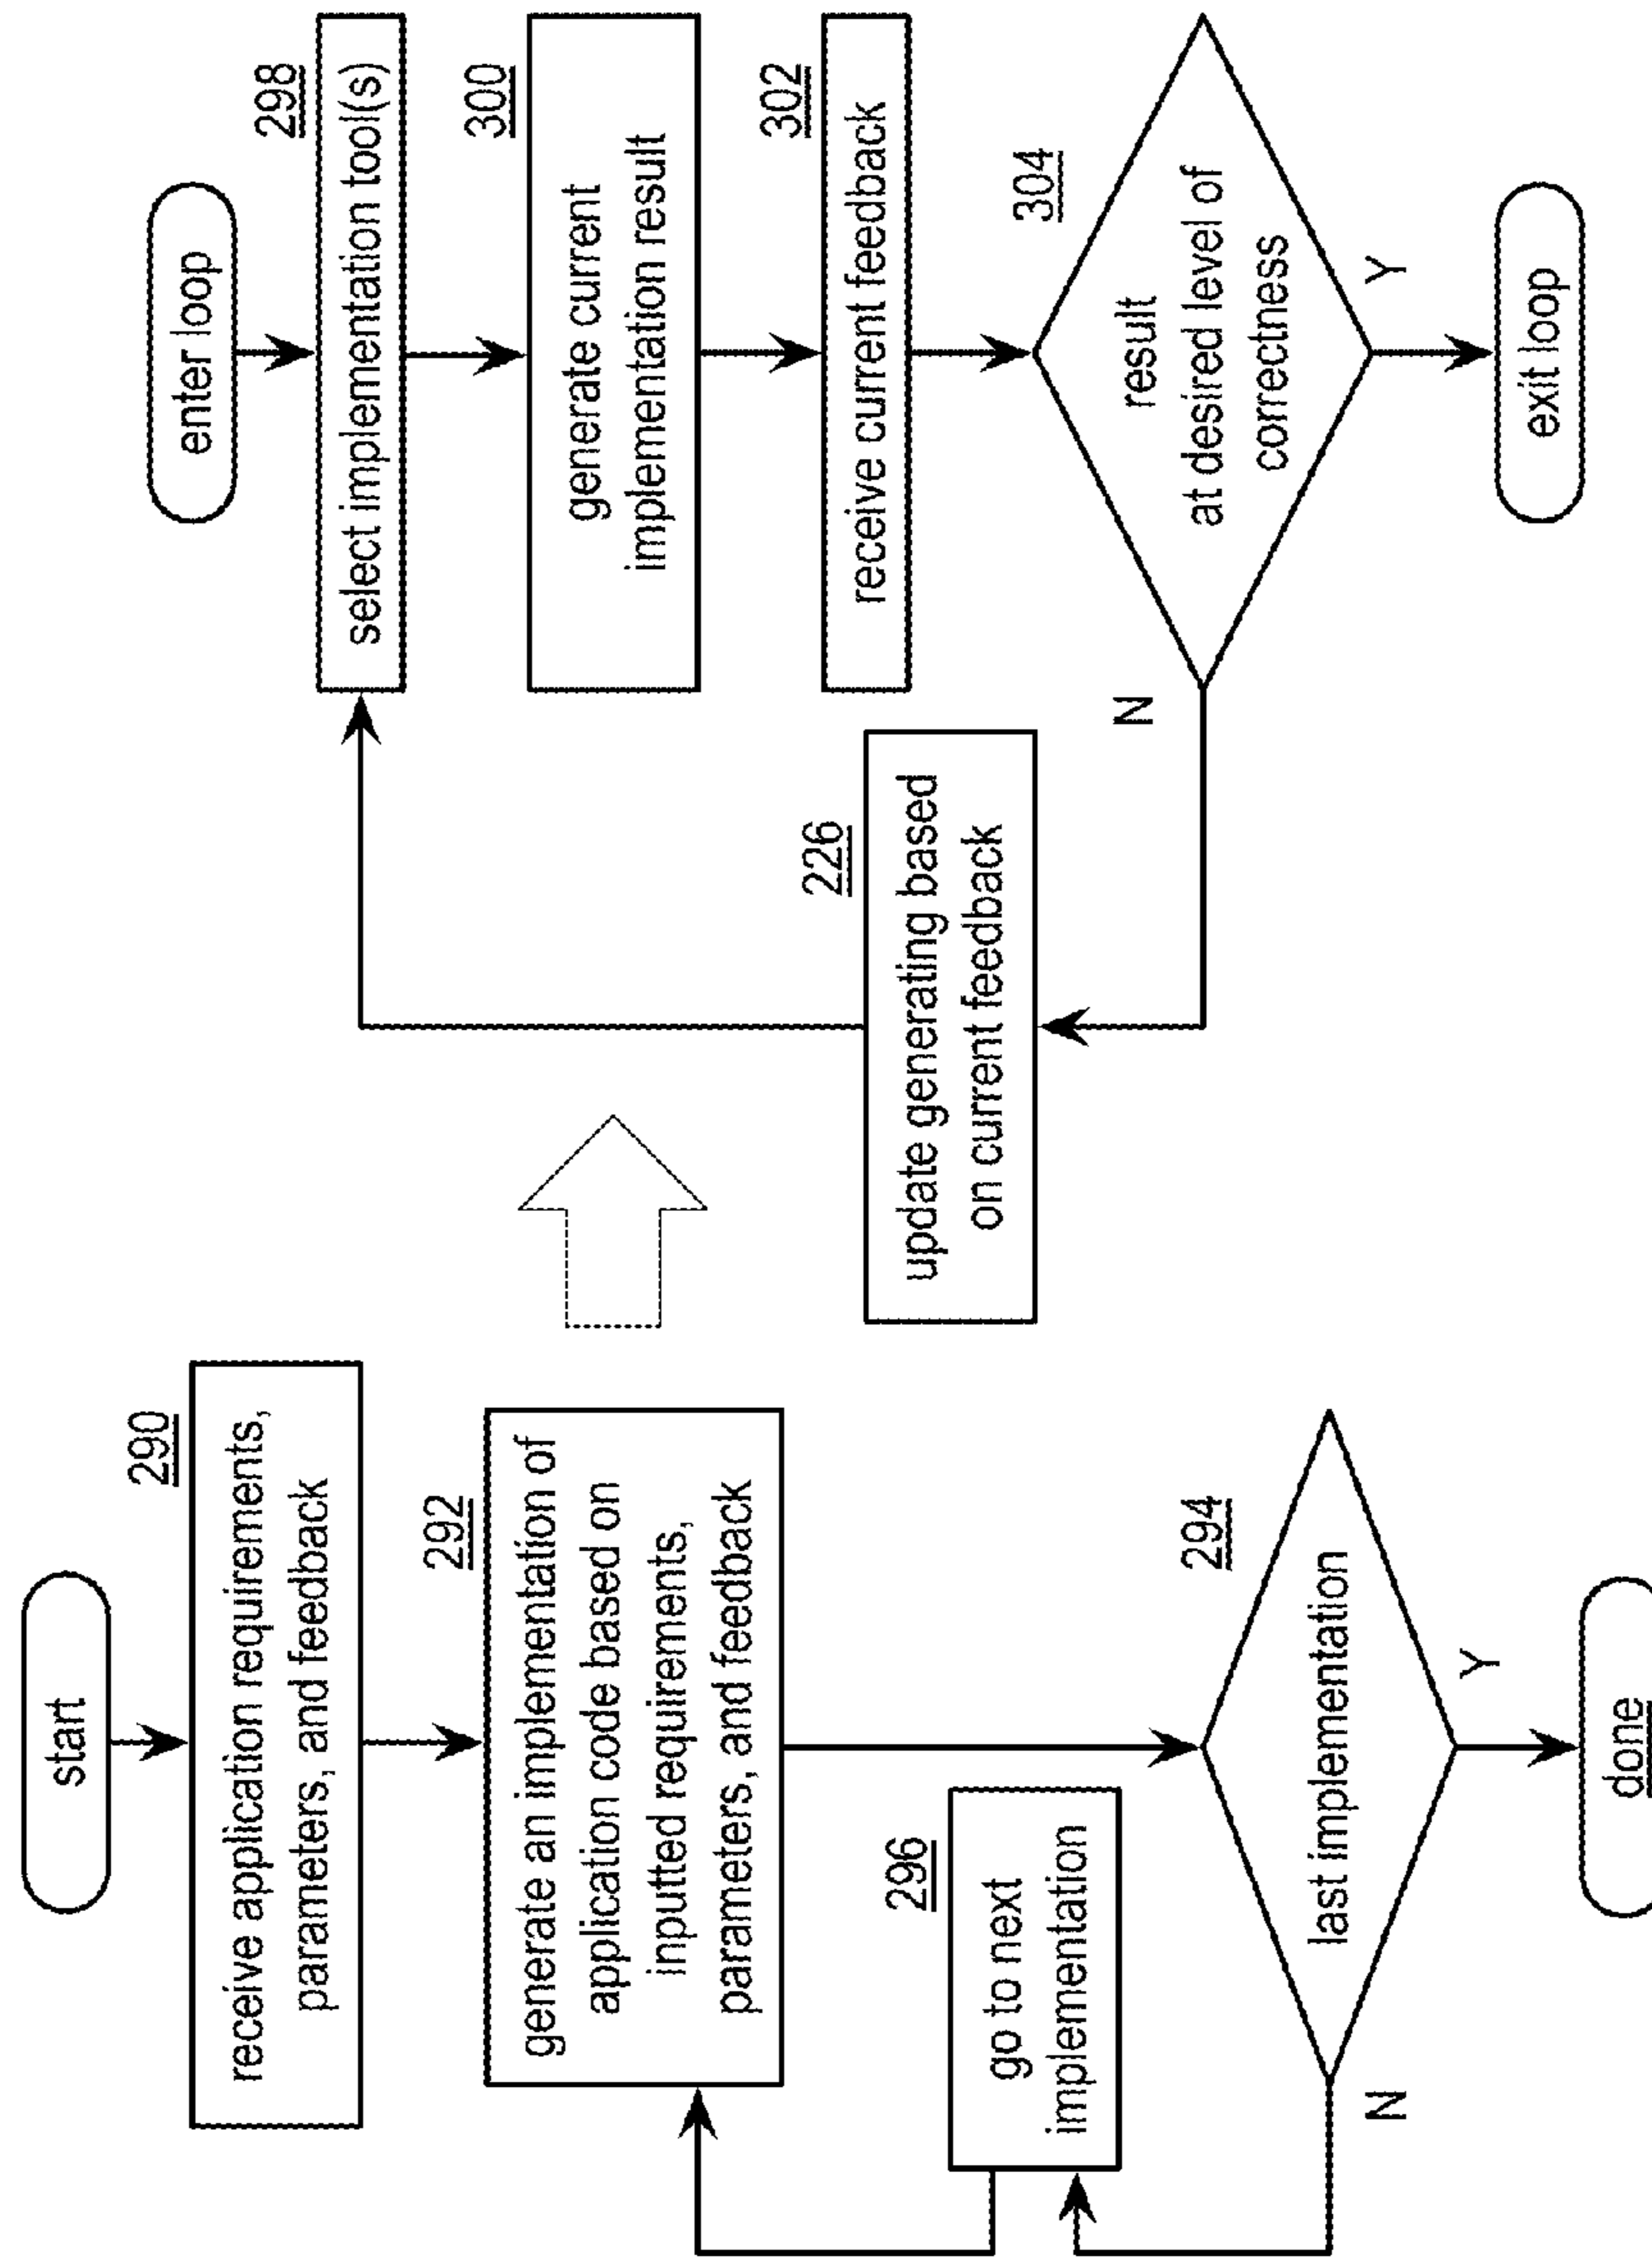 start
290
receive application requirements,
parameters, and feedback
292
generate an implementation of
application code based on
inputted requirements,
parameters, and feedback
296
go to next
implementation
294
last implementation
N
Y
done
enter loop
298
select implementation tool(s)
300
generate current
implementation result
302
receive current feedback
226
update generating based
on current feedback
304
result
at desired level of
correctness
N
Y
exit loop